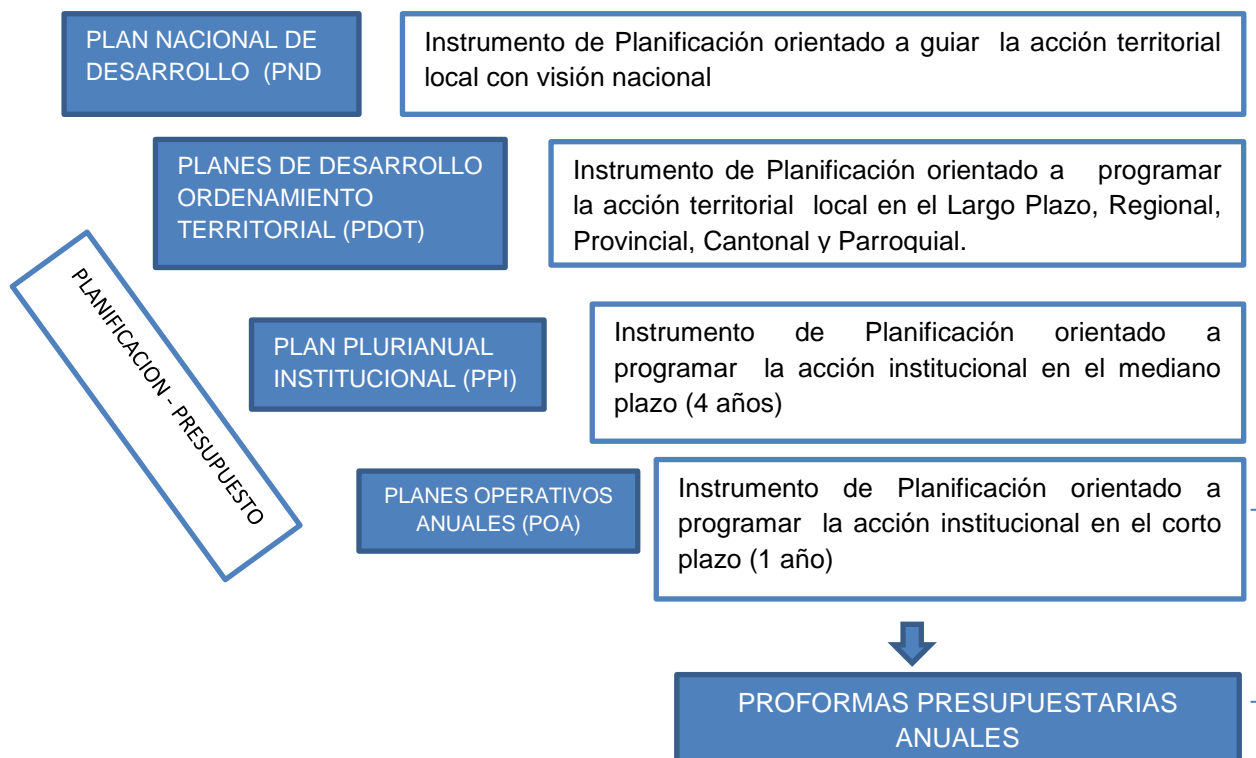 PLAN NACIONAL DE
DESARROLLO (PND
Instrumento de Planificación orientado a guiar la acción territorial
local con visión nacional
PLANES DE DESARROLLO
ORDENAMIENTO
TERRITORIAL (PDOT)
Instrumento de Planificación orientado a programar
la acción territorial local en el Largo Plazo, Regional,
Provincial, Cantonal y Parroquial.
PLANIFICACION - PRESUPUESTO
PLAN PLURIANUAL
INSTITUCIONAL (PPI)
Instrumento de Planificación orientado a
programar la acción institucional en el mediano
plazo (4 años)
PLANES OPERATIVOS
ANUALES (POA)
Instrumento de Planificación orientado a
programar la acción institucional en el corto
plazo (1 año)
PROFORMAS PRESUPUESTARIAS
ANUALES